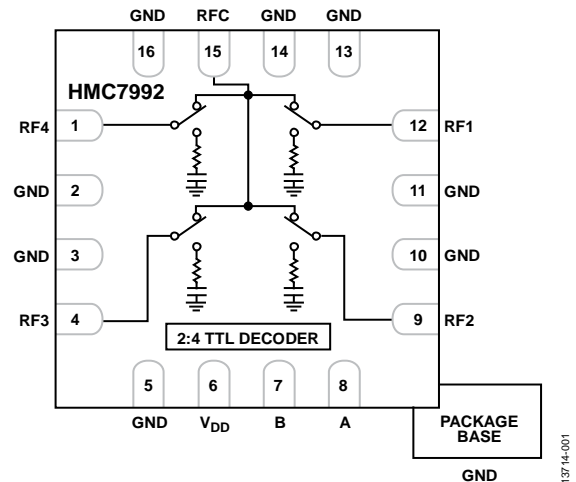 GND RFC GND GND
16 15 14 13
HMC7992
RF4 1 12 RF1
GND 2 11 GND
GND 3 10 GND
RF3 4 9 RF2
2:4 TTL DECODER
5 6 7 8
GND VDD B A
PACKAGE
BASE
GND
13714-001